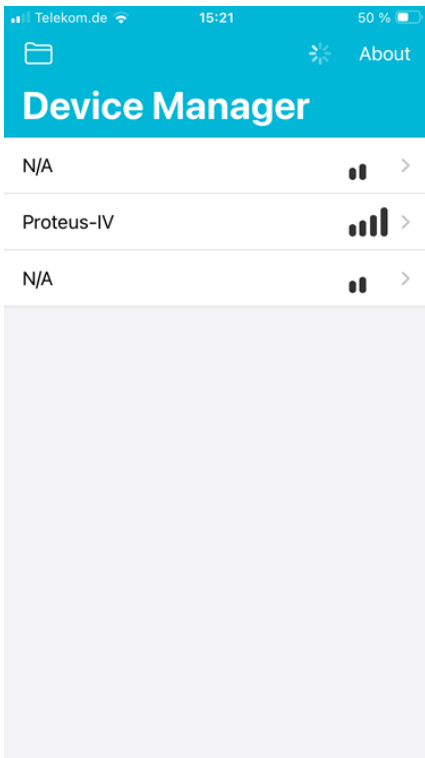 Telekom.de 15:21 50 %
About
Device Manager
N/A
Proteus-IV
N/A